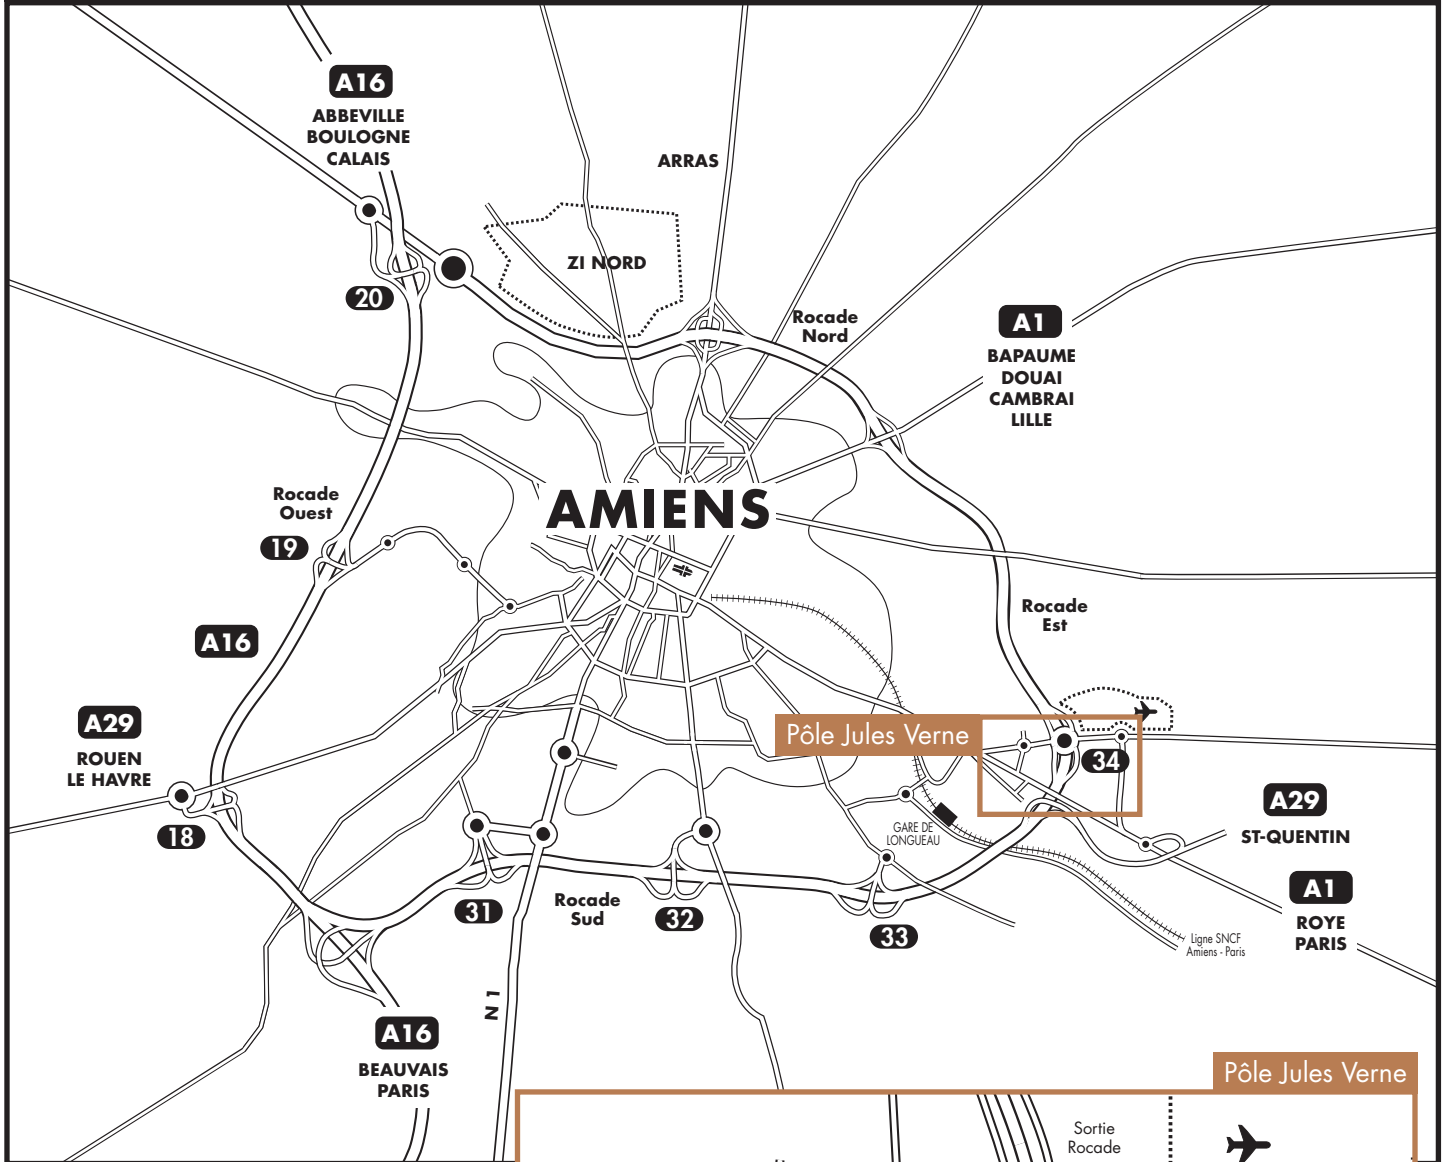 A16
ABBEVILLE
BOULOGNE
CALAIS
ARRAS
ZI NORD
20
Rocade
Nord
A1
BAPAUME
DOUAI
CAMBRAI
LILLE
Rocade
Ouest
19
AMIENS
Rocade
Est
A16
A29
ROUEN
LE HAVRE
Pôle Jules Verne
34
18
GARE DE
LONGUEAU
A29
ST-QUENTIN
31
Rocade
Sud
32
33
A1
ROYE
PARIS
Ligne SNCF
Amiens - Paris
N 1
A16
BEAUVAIS
PARIS
Pôle Jules Verne
Sortie
Rocade